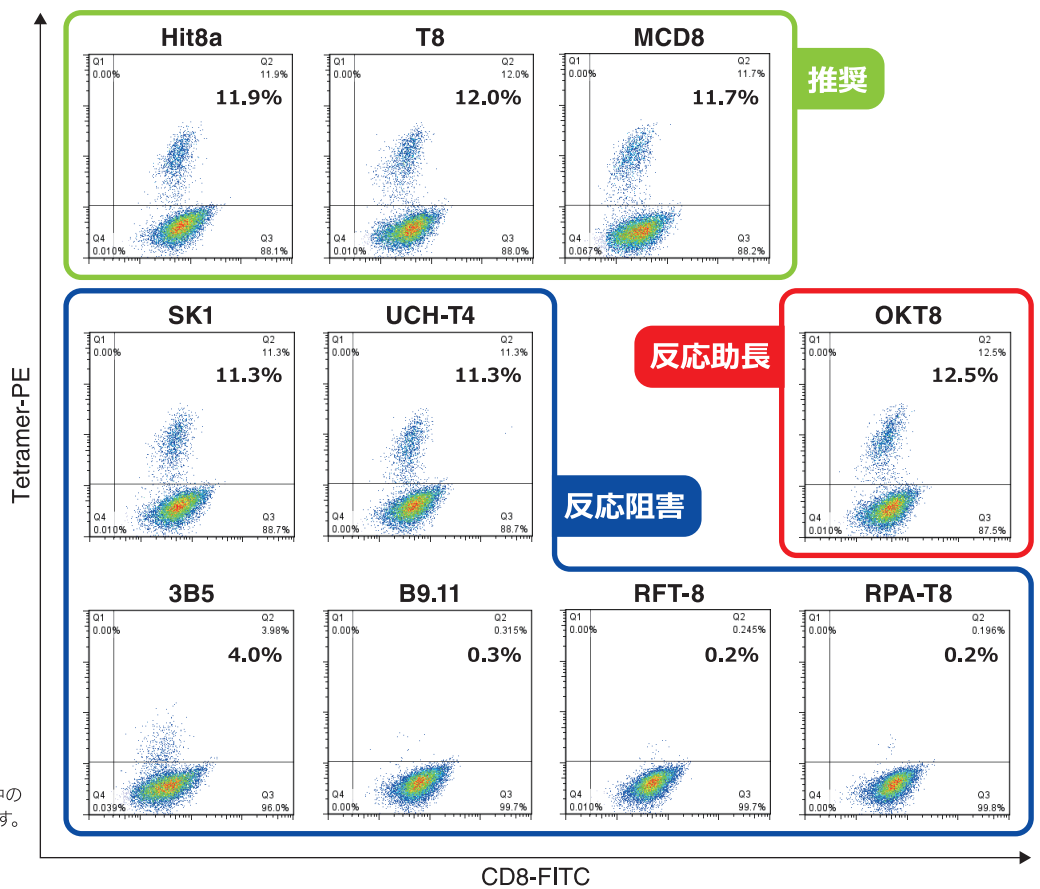 Hit8a
Q1
0.00%
Q2
11.9%
11.9%
Q4
0.010%
Q3
88.1%
T8
Q1
0.00%
Q2
12.0%
12.0%
Q4
0.010%
Q3
88.0%
MCD8
Q1
0.00%
Q2
11.7%
11.7%
Q4
0.067%
Q3
88.2%
推奨
SK1
Q1
0.00%
Q2
11.3%
11.3%
Q4
0.010%
Q3
88.7%
UCH-T4
Q1
0.00%
Q2
11.3%
11.3%
Q4
0.00%
Q3
88.7%
反応阻害
反応助長
OKT8
Q1
0.00%
Q2
12.5%
12.5%
Q4
0.010%
Q3
87.5%
3B5
Q1
0.00%
Q2
3.98%
4.0%
Q4
0.039%
Q3
96.0%
B9.11
Q1
0.00%
Q2
0.315%
0.3%
Q4
0.00%
Q3
99.7%
RFT-8
Q1
0.00%
Q2
0.245%
0.2%
Q4
0.010%
Q3
99.7%
RPA-T8
Q1
0.00%
Q2
0.196%
0.2%
Q4
0.00%
Q3
99.8%
Tetramer-PE
CD8-FITC
の
す。